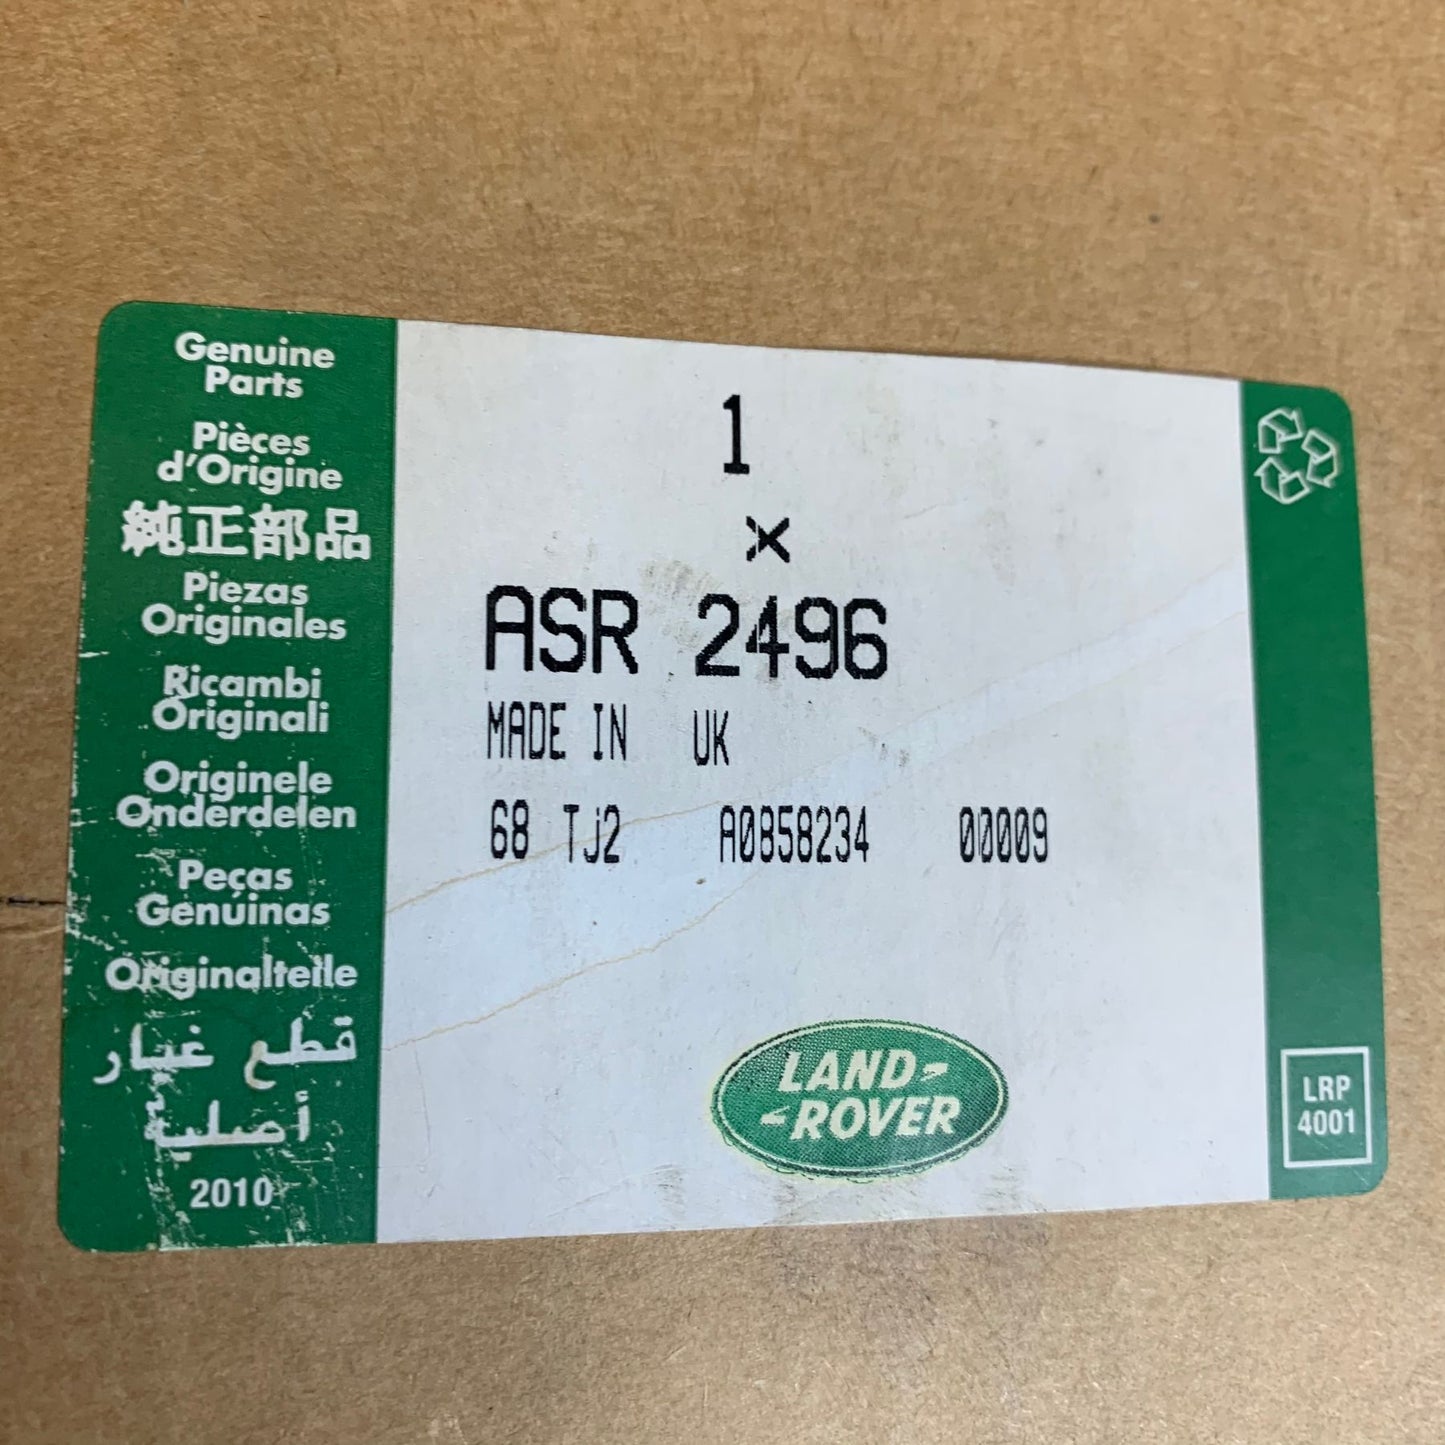 Genuine
Parts
Pièces
d'Origine
純正部品
Piezas
Originales
Ricambi
Originali
Originele
Onderdelen
Peças
Genuinas
Originalteile
قطع غيار
أصلية
2010
1
×
ASR 2496
MADE IN UK
68 Tj2 A0858234 00009
LAND-
-ROVER
LRP
4001